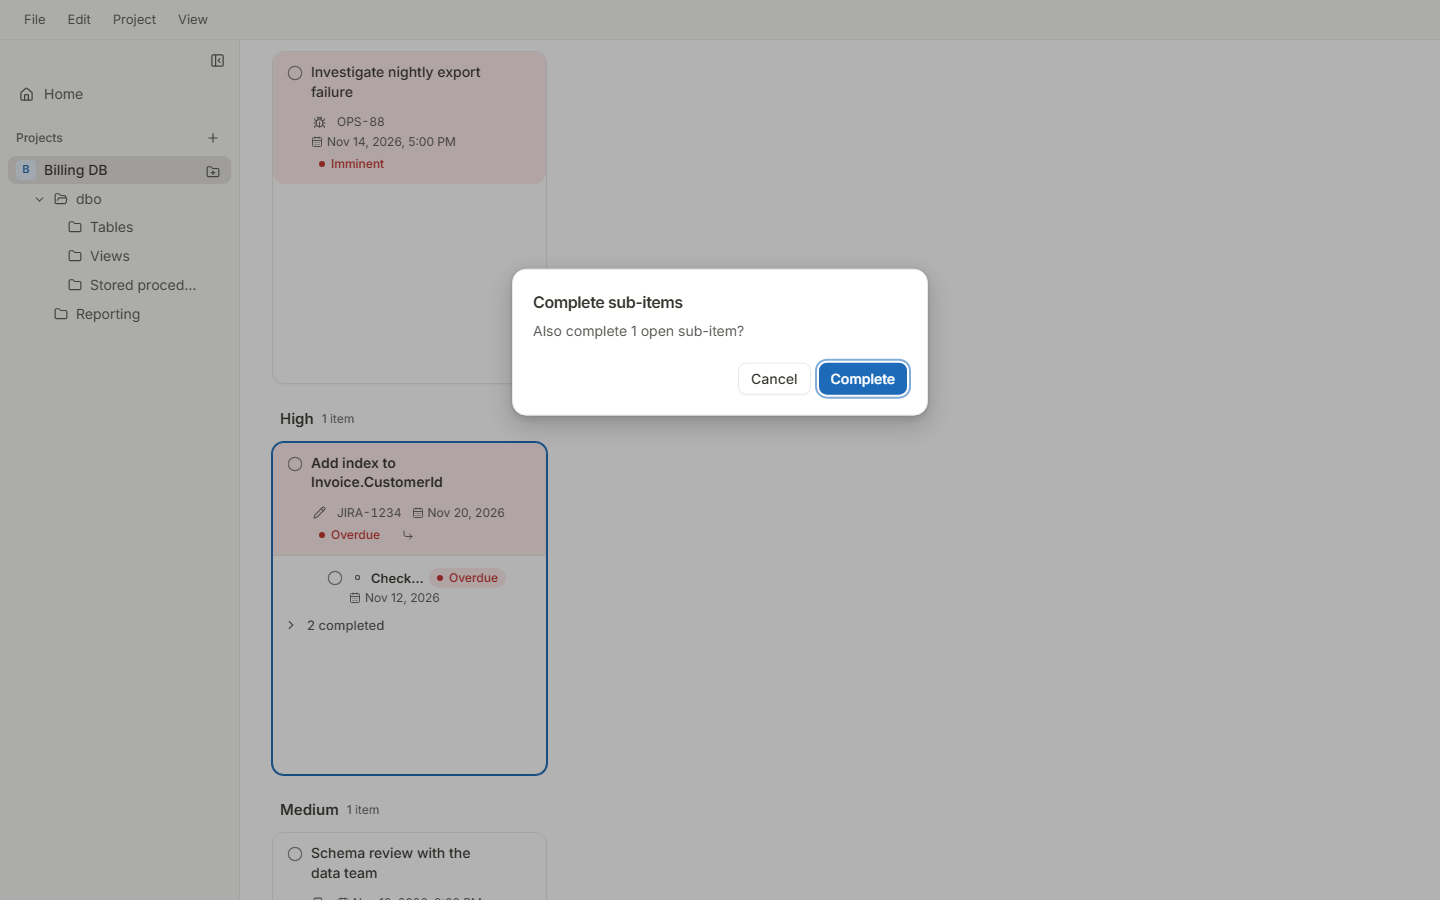 File Edit Project View
Home
Projects
B Billing DB
dbo
Tables
Views
Stored proced...
Reporting
Investigate nightly export
failure
OPS-88
Nov 14, 2026, 5:00 PM
Imminent
Complete sub-items
Also complete 1 open sub-item?
Cancel Complete
High 1 item
Add index to
Invoice.CustomerId
JIRA-1234 Nov 20, 2026
Overdue
Check... Overdue
Nov 12, 2026
2 completed
Medium 1 item
Schema review with the
data team